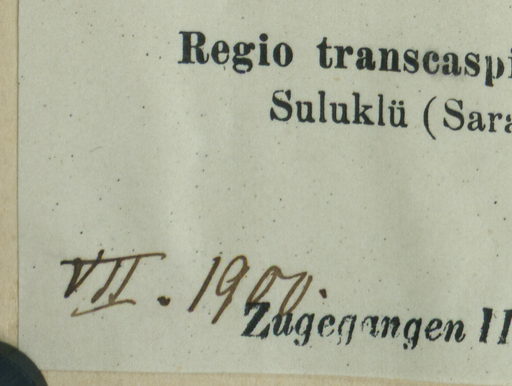 Regio transcaspi
Suluklü (Sara
VII. 1900.
Zugegangen II